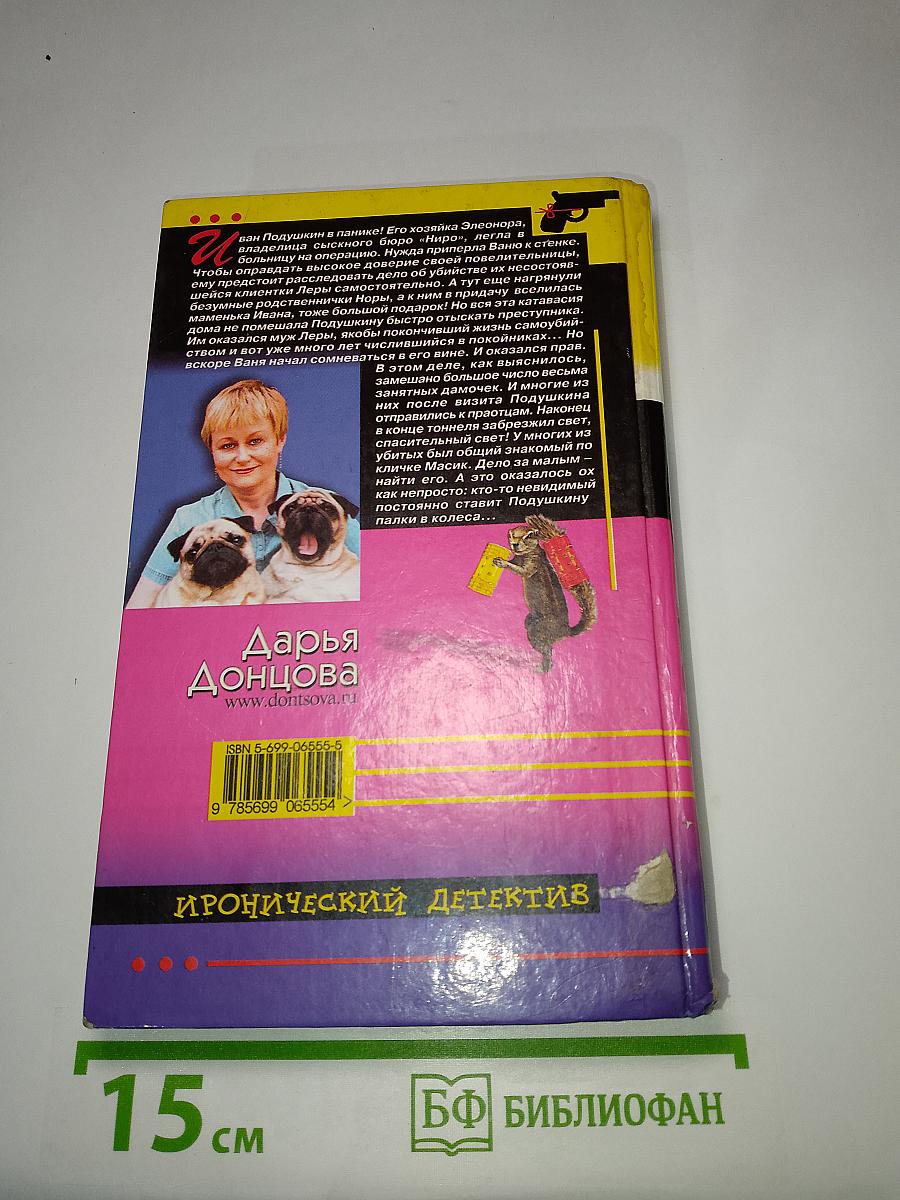 Иван Подушкин в панике! Его хозяйка Элеонора,
владелица сыскного бюро «Ниро», легла в
больницу на операцию. Нужда приперла Ваню к стенке.
Чтобы оправдать высокое доверие своей повелительницы,
ему предстоит расследовать дело об убийстве их несостояв-
шейся клиентки Леры самостоятельно. А тут еще нагрянули
безумные родственнички Норы, а к ним в придачу вселилась
маменька Ивана, тоже большой подарок! Но вся эта катавасия
дома не помешала Подушкину быстро отыскать преступника.
Им оказался муж Леры, якобы покончивший жизнь самоубий-
ством и вот уже много лет числившийся в покойниках... Но
вскоре Ваня начал сомневаться в его вине. И оказался прав.
В этом деле, как выяснилось,
замешано большое число весьма
занятных дамочек. И многие из
них после визита Подушкина
отправились к праотцам. Наконец
в конце тоннеля забрезжил свет,
спасительный свет! У многих из
убитых был общий знакомый по
кличке Масик. Дело за малым –
найти его. А это оказалось ох
как непросто: кто-то невидимый
постоянно ставит Подушкину
палки в колеса...
Дарья
Донцова
www.dontsova.ru
ISBN 5-699-06555-5
9 785699 065554 >
ИРОНИЧЕСКИЙ ДЕТЕКТИВ
15 см
БФ БИБЛИОФАН